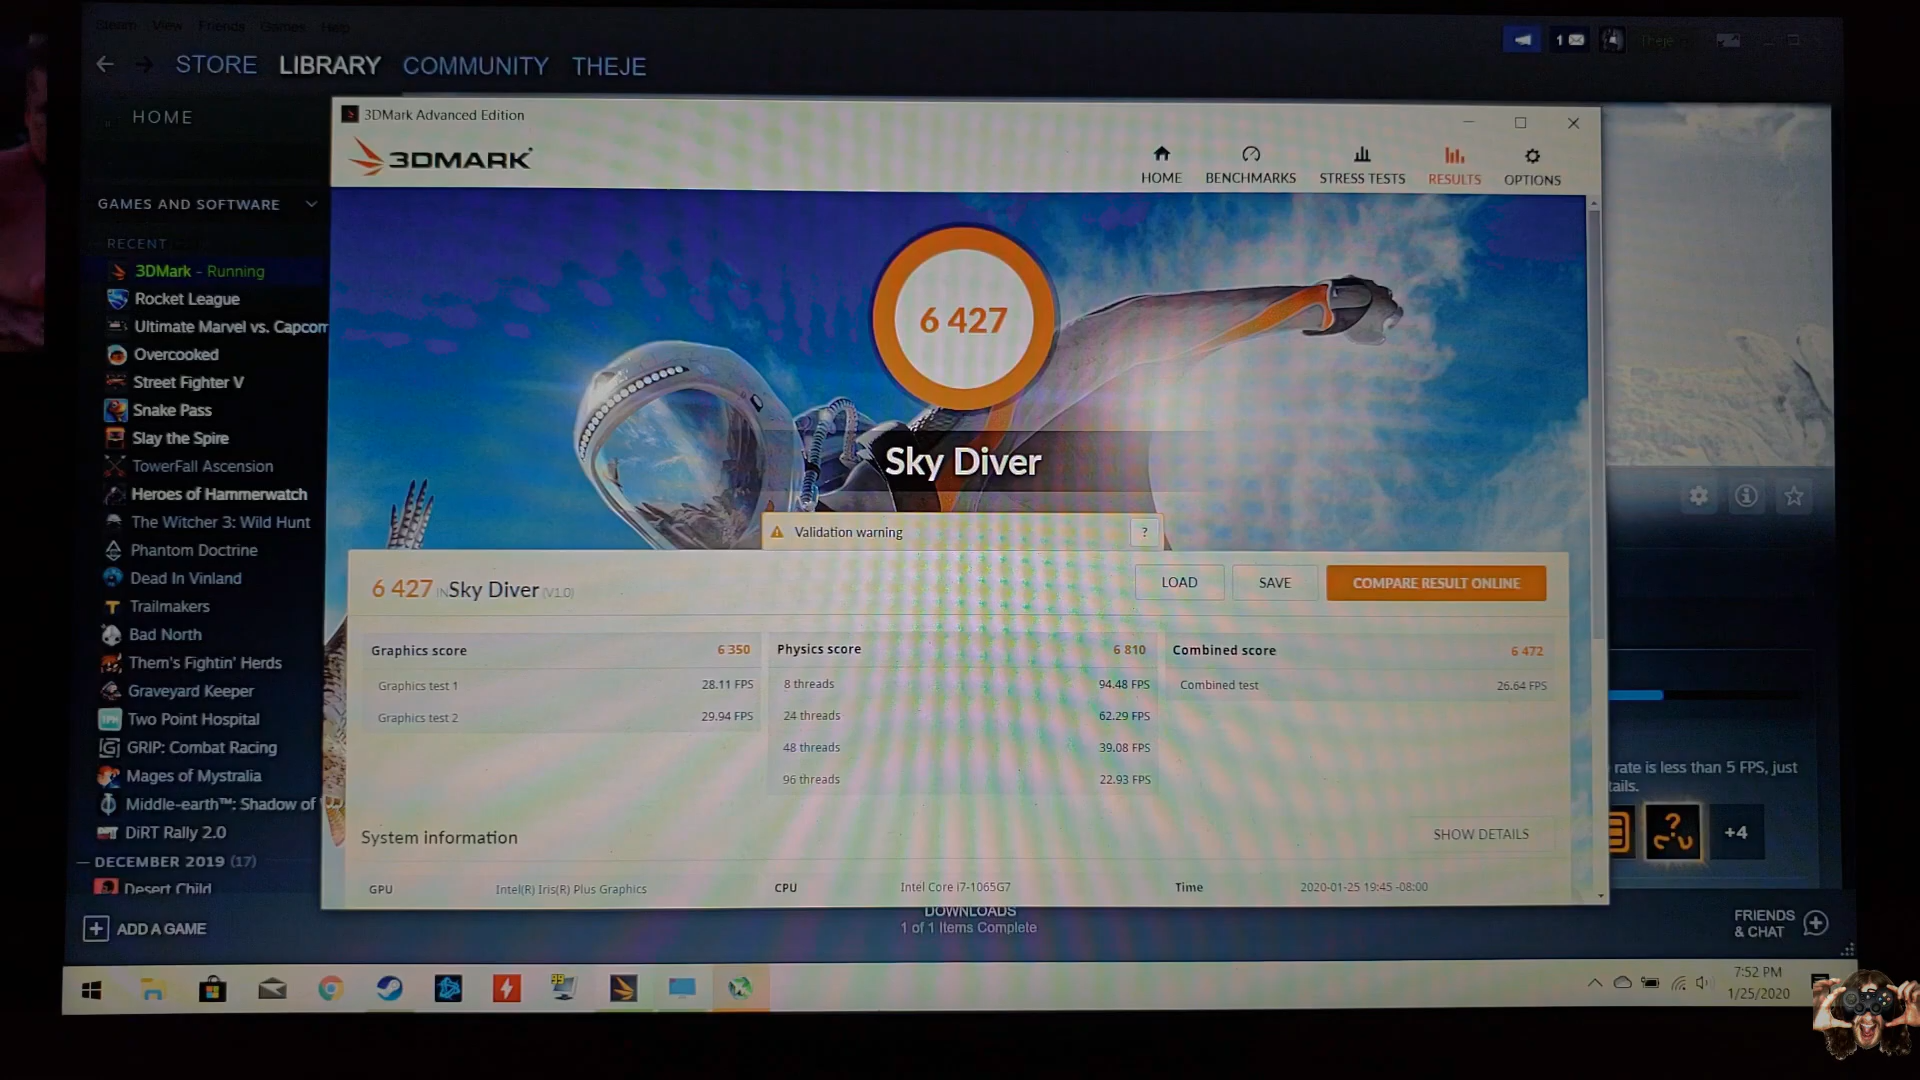 Steam View Friends Games Help
STORE LIBRARY COMMUNITY THEJE
1
HOME
3DMark Advanced Edition
3DMARK
HOME BENCHMARKS STRESS TESTS RESULTS OPTIONS
GAMES AND SOFTWARE
RECENT
3DMark - Running
Rocket League
Ultimate Marvel vs. Capcom
Overcooked
Street Fighter V
Snake Pass
Slay the Spire
TowerFall Ascension
Heroes of Hammerwatch
The Witcher 3: Wild Hunt
Phantom Doctrine
Dead In Vinland
Trailmakers
Bad North
Them's Fightin' Herds
Graveyard Keeper
Two Point Hospital
GRIP: Combat Racing
Mages of Mystralia
Middle-earth™: Shadow of
DiRT Rally 2.0
DECEMBER 2019 (17)
Desert Child
ADD A GAME
6 427
Sky Diver
Validation warning ?
6 427 IN Sky Diver (V1.0)
LOAD SAVE COMPARE RESULT ONLINE
Graphics score 6 350
Graphics test 1 28.11 FPS
Graphics test 2 29.94 FPS
Physics score 6 810
8 threads 94.48 FPS
24 threads 62.29 FPS
48 threads 39.08 FPS
96 threads 22.93 FPS
Combined score 6 472
Combined test 26.64 FPS
System information SHOW DETAILS
GPU Intel(R) Iris(R) Plus Graphics CPU Intel Core i7-1065G7 Time 2020-01-25 19:45 -08:00
rate is less than 5 FPS, just
tails.
+4
DOWNLOADS
1 of 1 Items Complete
FRIENDS
& CHAT
99
7:52 PM
1/25/2020